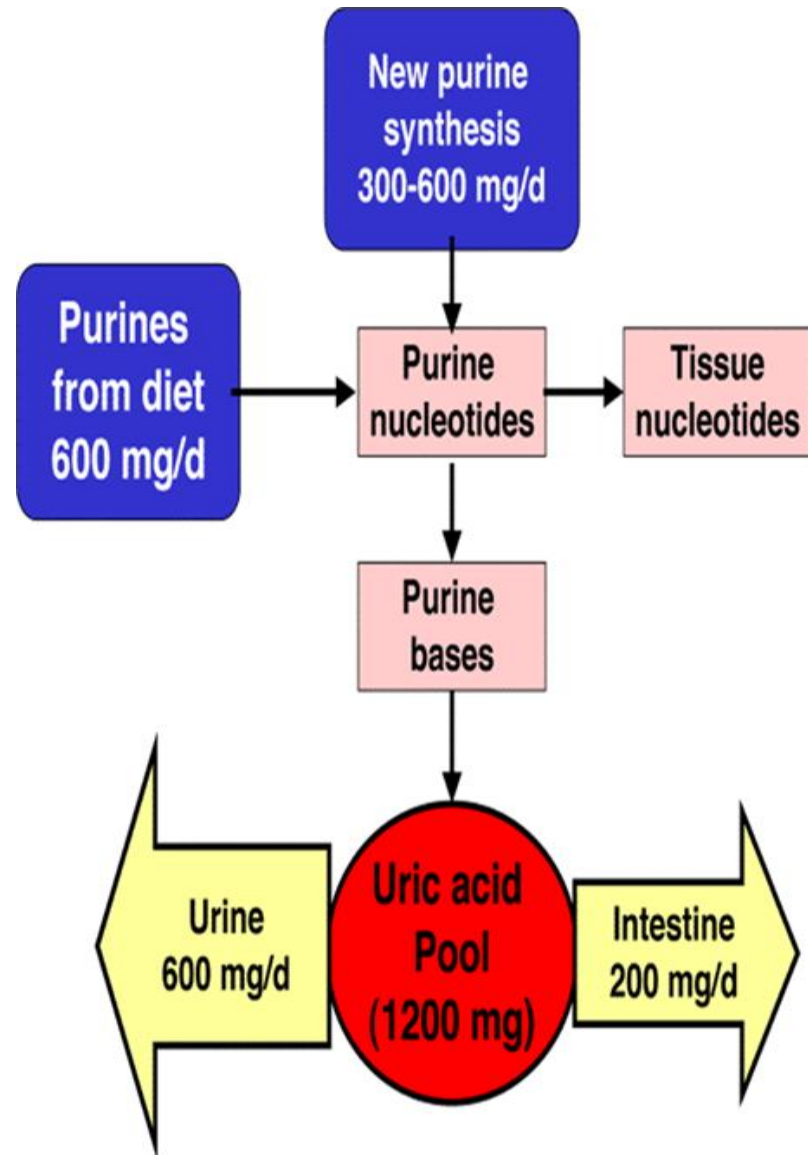 New purine
synthesis
300-600 mg/d
Purines
from diet
600 mg/d
Purine
nucleotides
Tissue
nucleotides
Purine
bases
Urine
600 mg/d
Uric acid
Pool
(1200 mg)
Intestine
200 mg/d